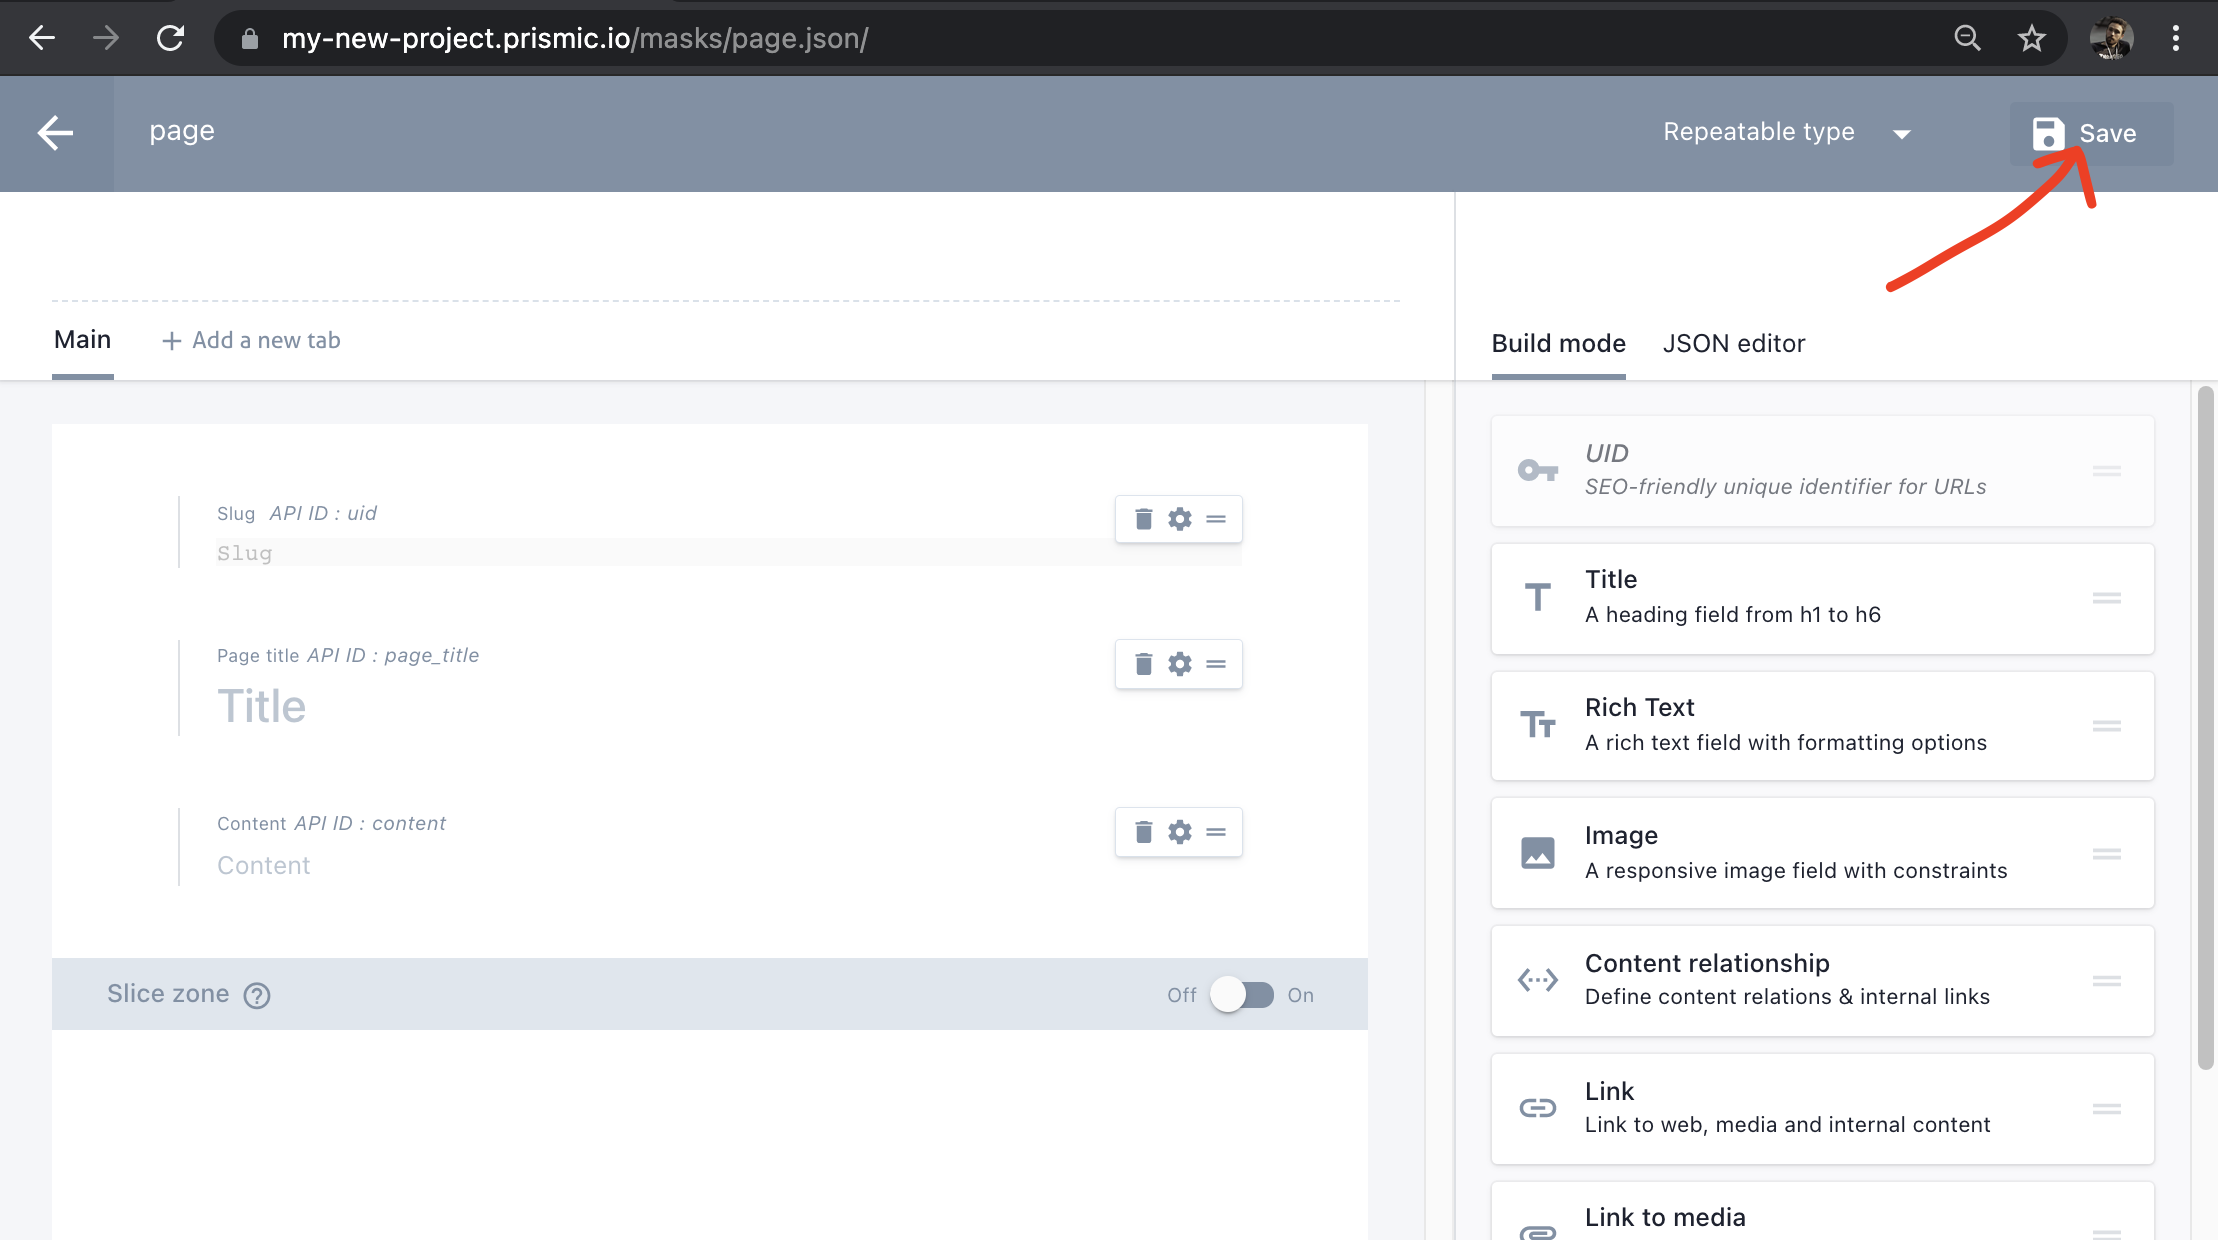 my-new-project.prismic.io/masks/page.json/
page
Repeatable type
Save
Main
+ Add a new tab
Build mode
JSON editor
Slug API ID : uid
Slug
Page title API ID : page_title
Title
Content API ID : content
Content
Slice zone ?
Off
On
UID
SEO-friendly unique identifier for URLs
Title
A heading field from h1 to h6
Rich Text
A rich text field with formatting options
Image
A responsive image field with constraints
Content relationship
Define content relations & internal links
Link
Link to web, media and internal content
Link to media